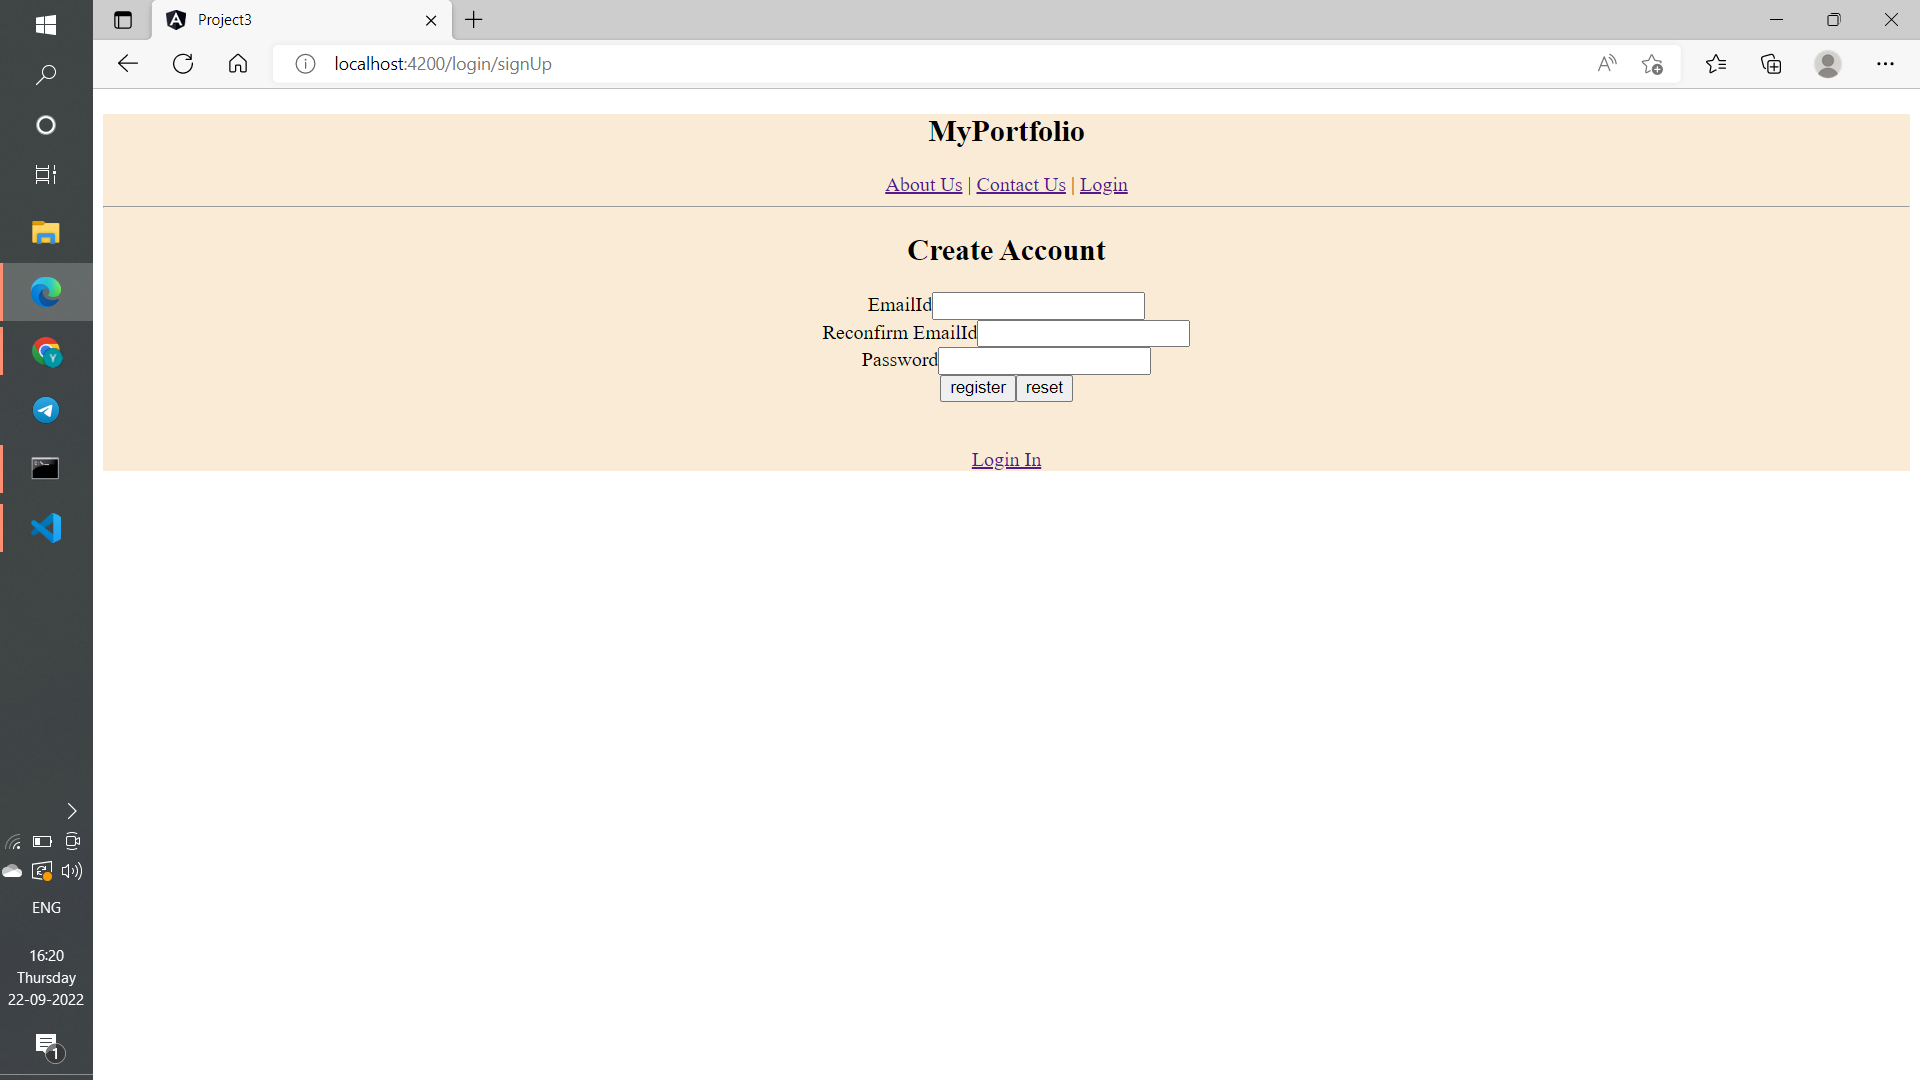 Project3
localhost:4200/login/signUp
MyPortfolio
About Us | Contact Us | Login
Create Account
EmailId
Reconfirm EmailId
Password
register reset
Login In
ENG
16:20
Thursday
22-09-2022
1